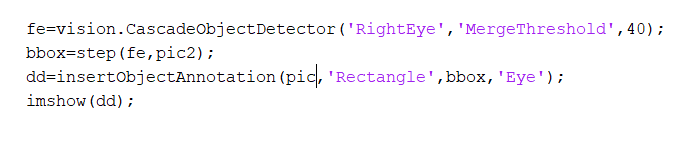 fe=vision.CascadeObjectDetector('RightEye','MergeThreshold',40);
bbox=step(fe,pic2);
dd=insertObjectAnnotation(pic,'Rectangle',bbox,'Eye');
imshow(dd);